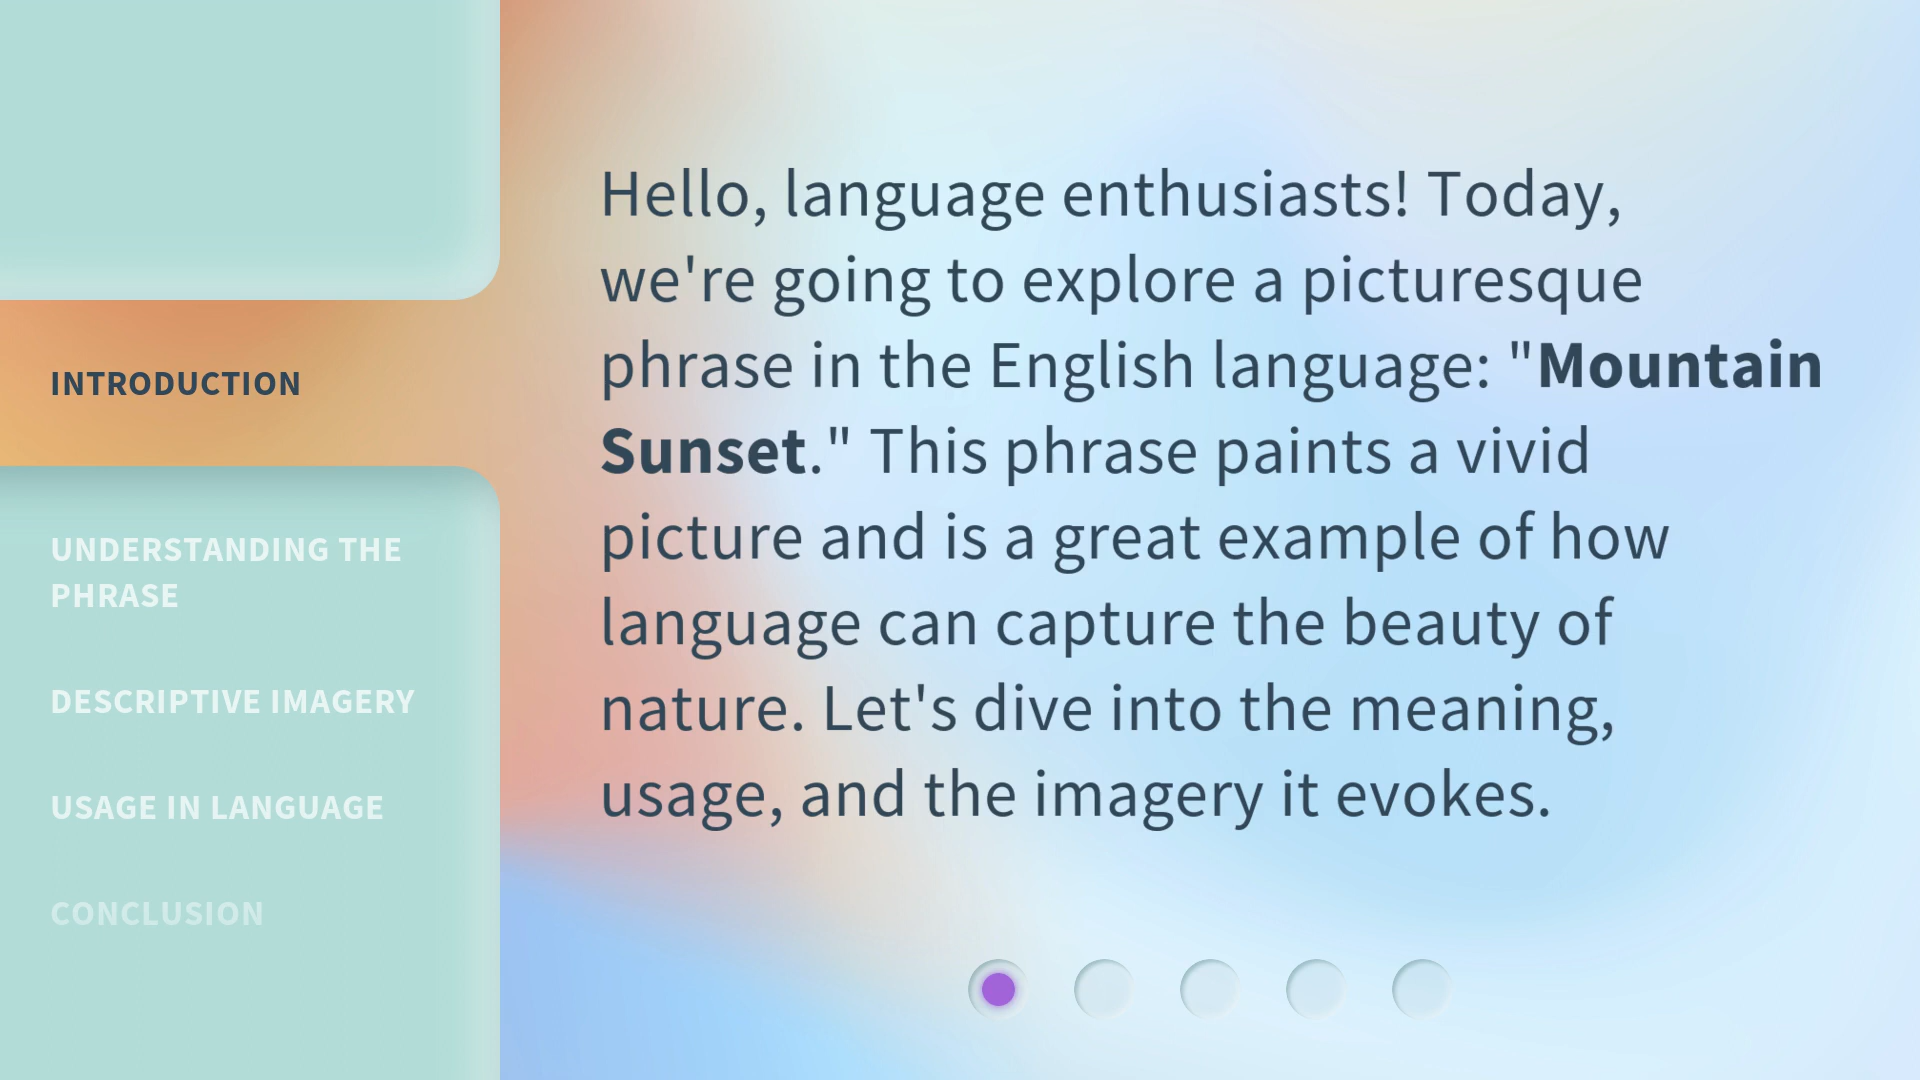 INTRODUCTION
UNDERSTANDING THE
PHRASE
DESCRIPTIVE IMAGERY
USAGE IN LANGUAGE
CONCLUSION
Hello, language enthusiasts! Today,
we're going to explore a picturesque
phrase in the English language: "Mountain
Sunset." This phrase paints a vivid
picture and is a great example of how
language can capture the beauty of
nature. Let's dive into the meaning,
usage, and the imagery it evokes.